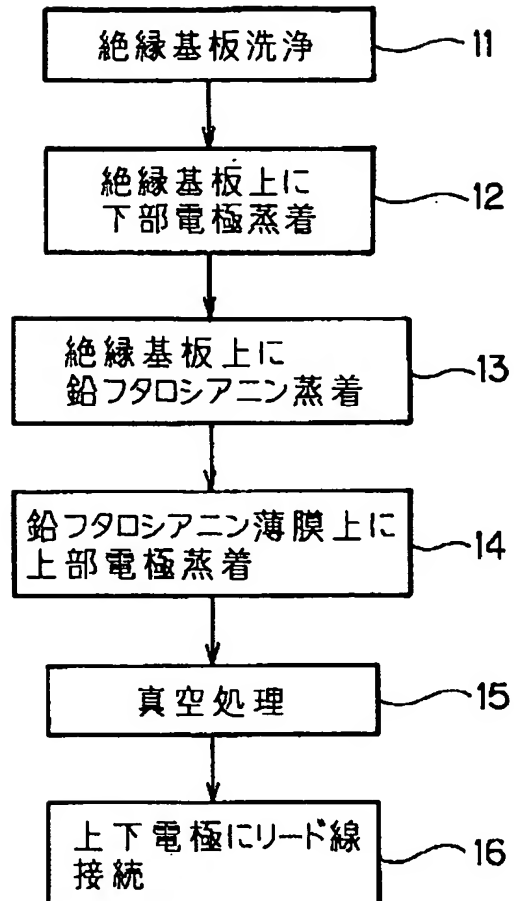 絶縁基板洗浄
11
絶縁基板上に
下部電極蒸着
12
絶縁基板上に
鉛フタロシアニン蒸着
13
鉛フタロシアニン薄膜上に
上部電極蒸着
14
真空処理
15
上下電極にリード線
接続
16